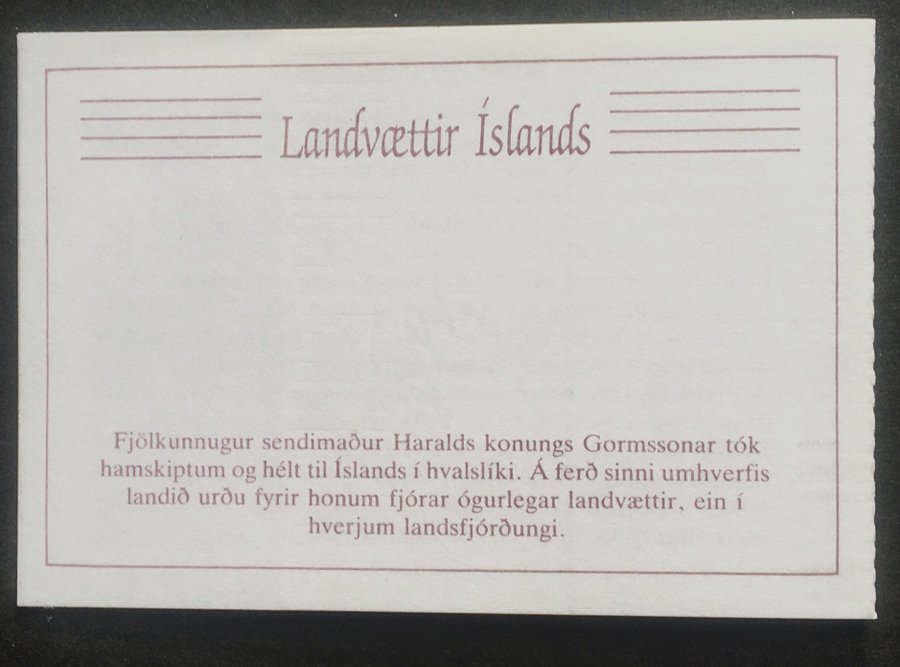 Landvættir Íslands
Fjölkunnugur sendimaður Haralds konungs Gormssonar tók
hamskiptum og hélt til Íslands í hvalslíki. Á ferð sinni umhverfis
landið urðu fyrir honum fjórar ógurlegar landvættir, ein í
hverjum landsfjórðungi.